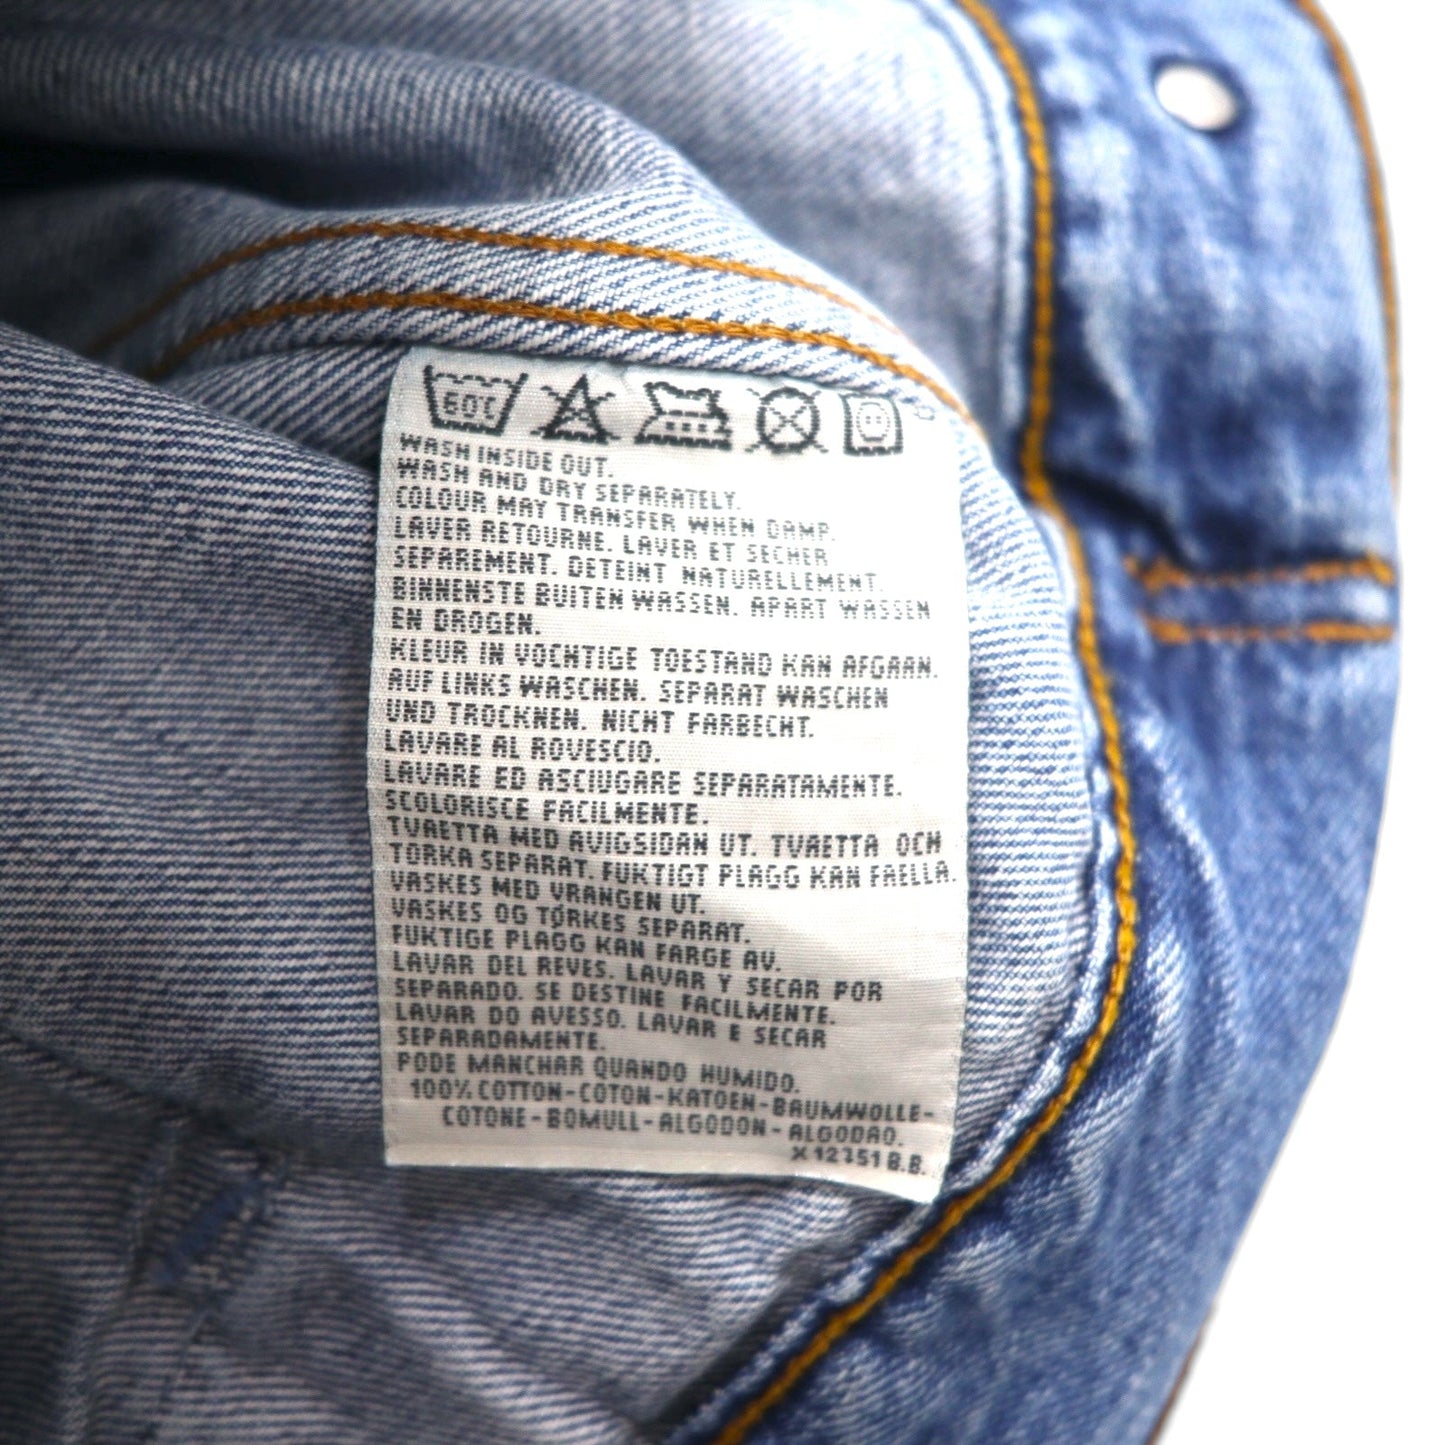 60C
WASH INSIDE OUT.
WASH AND DRY SEPARATELY.
COLOUR MAY TRANSFER WHEN DAMP.
LAVER RETOURNE. LAVER ET SECHER
SEPAREMENT. DETEINT NATURELLEMENT.
BINNENSTE BUITEN WASSEN. APART WASSEN
EN DROGEN.
KLEUR IN VOCHTIGE TOESTAND KAN AFGAAN.
AUF LINKS WASCHEN. SEPARAT WASCHEN
UND TROCKNEN. NICHT FARBECHT.
LAVARE AL ROVESCIO.
LAVARE ED ASCIUGARE SEPARATAMENTE.
SCOLORISCE FACILMENTE.
TVAETTA MED AVIGSIDAN UT. TVAETTA OCH
TORKA SEPARAT. FUKTIGT PLAGG KAN FAELLA.
VASKES MED VRANGEN UT.
VASKES OG TØRKES SEPARAT.
FUKTIGE PLAGG KAN FARGE AV.
LAVAR DEL REVES. LAVAR Y SECAR POR
SEPARADO. SE DESTINE FACILMENTE.
LAVAR DO AVESSO. LAVAR E SECAR
SEPARADAMENTE.
PODE MANCHAR QUANDO HUMIDO.
100% COTTON-COTON-KATOEN-BAUMWOLLE-
COTONE-BOMULL-ALGODON-ALGODAO.
B.B.